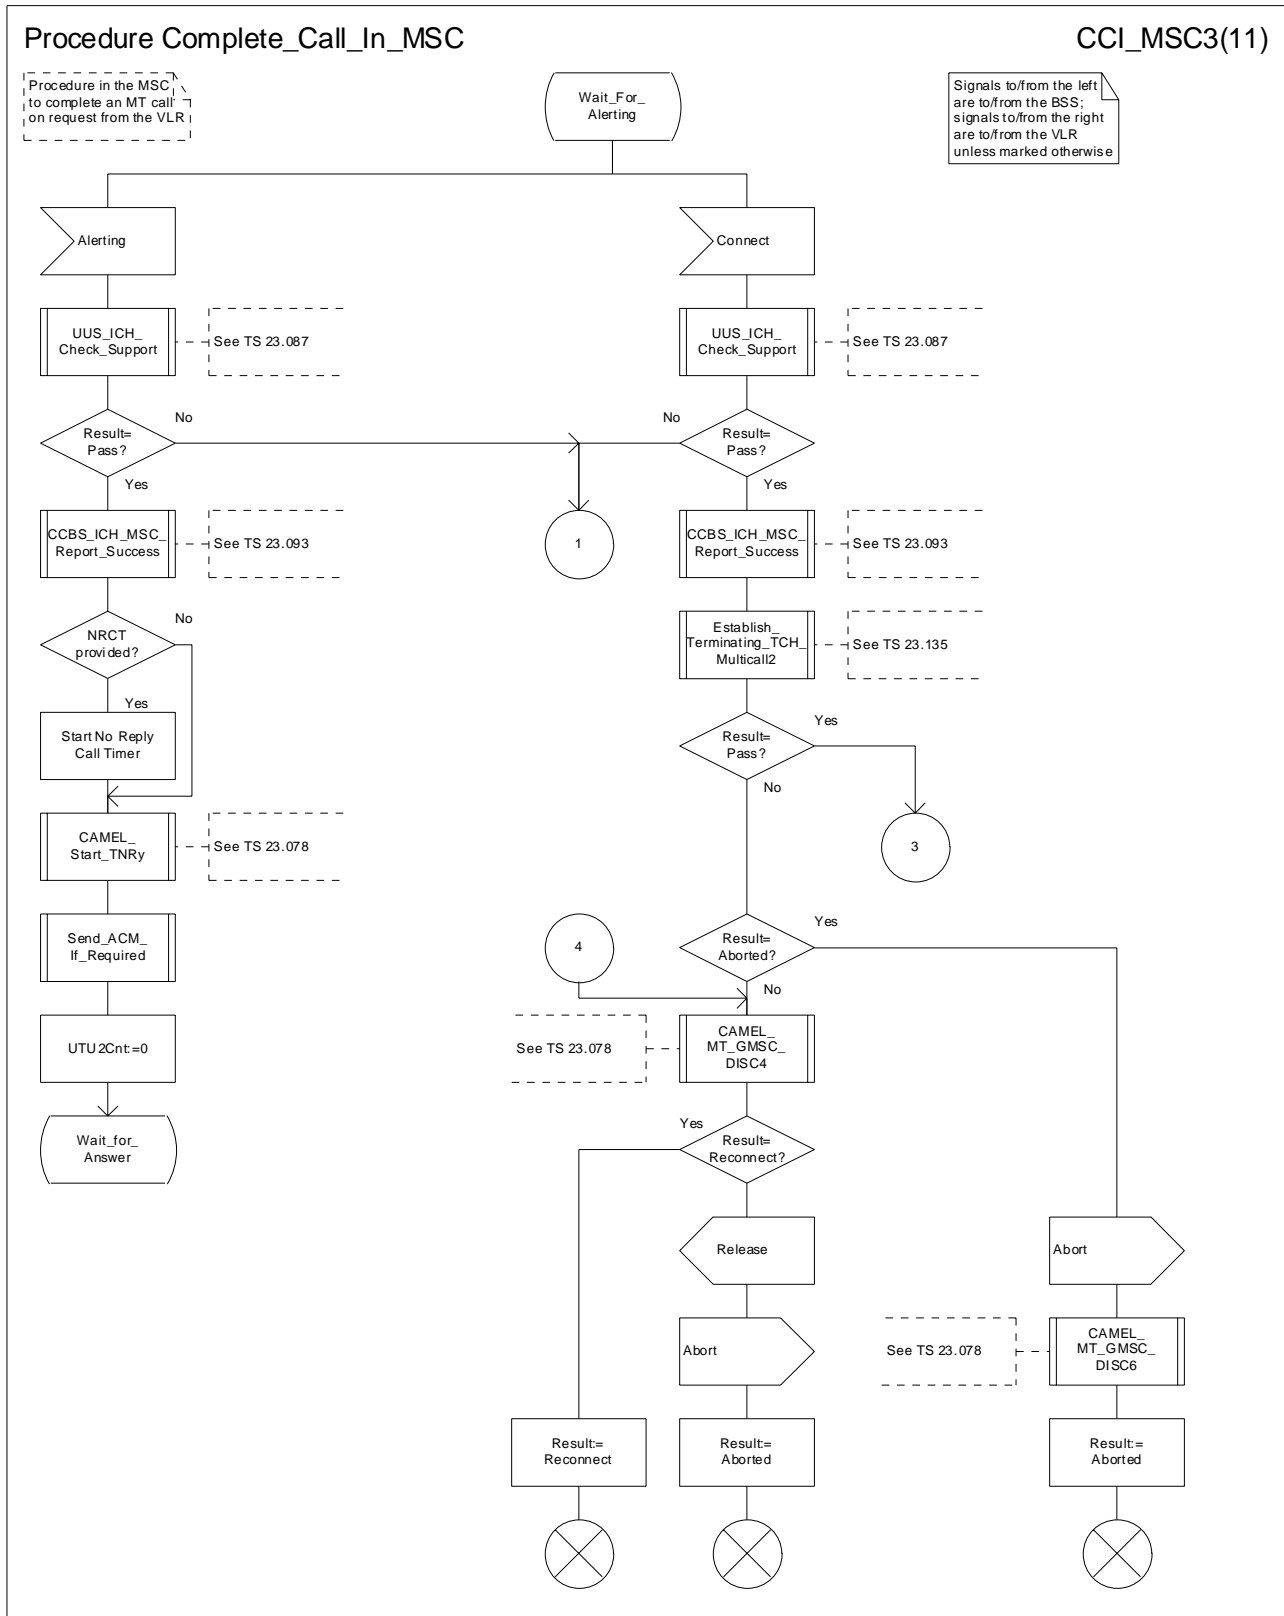 Procedure Complete_Call_In_MSC
CCI_MSC3(11)
Procedure in the MSC
to complete an MT call
on request from the VLR
Wait_For_
Alerting
Signals to/from the left
are to/from the BSS;
signals to/from the right
are to/from the VLR
unless marked otherwise
Alerting
Connect
UUS_ICH_
Check_Support
See TS 23.087
UUS_ICH_
Check_Support
See TS 23.087
No
No
Result=
Pass?
Result=
Pass?
Yes
Yes
CCBS_ICH_MSC_
Report_Success
See TS 23.093
1
CCBS_ICH_MSC_
Report_Success
See TS 23.093
No
NRCT
provided?
Establish_
Terminating_TCH_
Multicall2
See TS 23.135
Yes
Yes
Start No Reply
Call Timer
Result=
Pass?
No
CAMEL_
Start_TNRy
See TS 23.078
3
Yes
Send_ACM_
If_Required
4
Result=
Aborted?
No
UTU2Cnt:=0
See TS 23.078
CAMEL_
MT_GMSC_
DISC4
Yes
Wait_for_
Answer
Result=
Reconnect?
Release
Abort
Abort
See TS 23.078
CAMEL_
MT_GMSC_
DISC6
Result:=
Reconnect
Result:=
Aborted
Result:=
Aborted